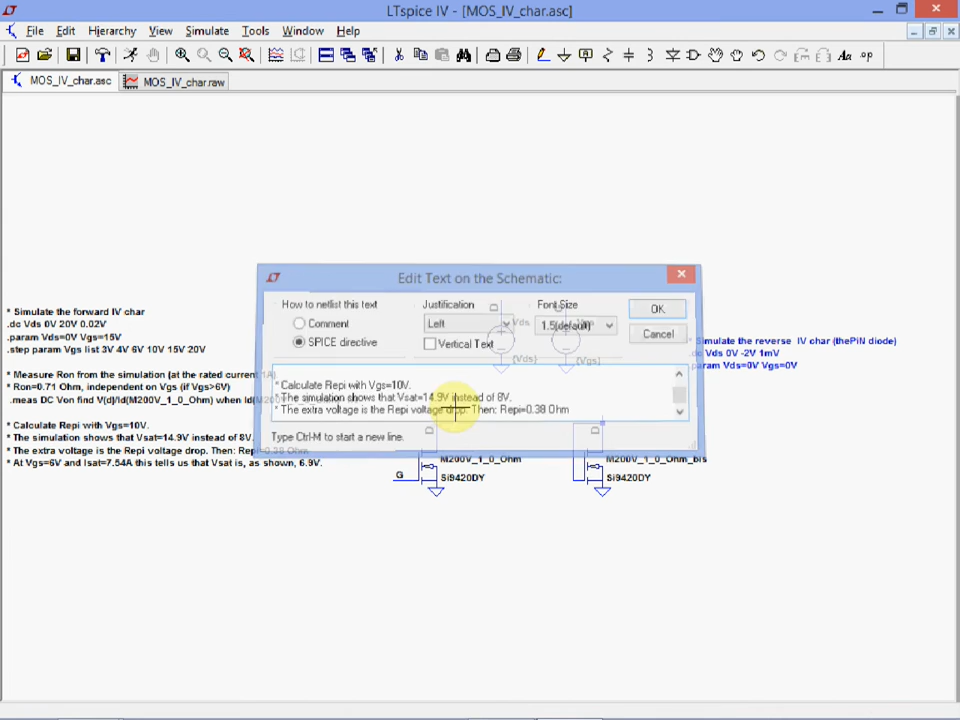 LTspice IV - [MOS_IV_char.asc]
File Edit Hierarchy View Simulate Tools Window Help
MOS_IV_char.asc MOS_IV_char.raw
Edit Text on the Schematic:
How to netlist this text
Comment
SPICE directive
Justification
Left
Vertical Text
Font Size
1.5(default)
OK
Cancel
* Calculate Repi with Vgs=10V.
* The simulation shows that Vsat=14.9V instead of 8V.
* The extra voltage is the Repi voltage drop. Then: Repi=0.38 Ohm
Type Ctrl-M to start a new line.
* Simulate the forward IV char
.dc Vds 0V 20V 0.02V
.param Vds=0V Vgs=15V
.step param Vgs list 3V 4V 6V 10V 15V 20V
* Measure Ron from the simulation (at the rated current 1A)
* Ron=0.71 Ohm, independent on Vgs (if Vgs>6V)
.meas DC Von find V(d)/Id(M200V_1_0_Ohm) when Id(M
* Calculate Repi with Vgs=10V.
* The simulation shows that Vsat=14.9V instead of 8V.
* The extra voltage is the Repi voltage drop. Then: Repi=0.38 Ohm
* At Vgs=6V and Isat=7.54A this tells us that Vsat is, as shown, 6.9V.
Vds
{Vds}
Vgs
{Vgs}
Simulate the reverse IV char (thePiN diode)
dc Vds 0V -2V 1mV
param Vds=0V Vgs=0V
G
M200V_1_0_Ohm
Si9420DY
M200V_1_0_Ohm_bis
Si9420DY
.op